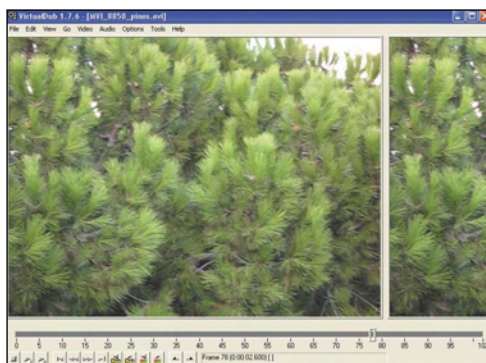 VirtualDub 1.7.6 - [MVI_8858_pinos.avi]
File Edit View Go Video Audio Options Tools Help
0 5 10 15 20 25 30 35 40 45 50 55 60 65 70 75 80 85 90 95 102
Frame 78 (0:00:02.600) [ ]